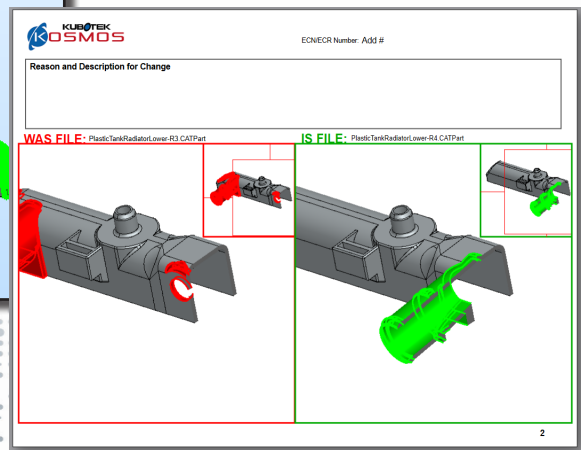 KUBOTEK
KOSMOS
ECN/ECR Number: Add #
Reason and Description for Change
WAS FILE: PlasticTankRadiatorLower-R3.CATPart
IS FILE: PlasticTankRadiatorLower-R4.CATPart
2